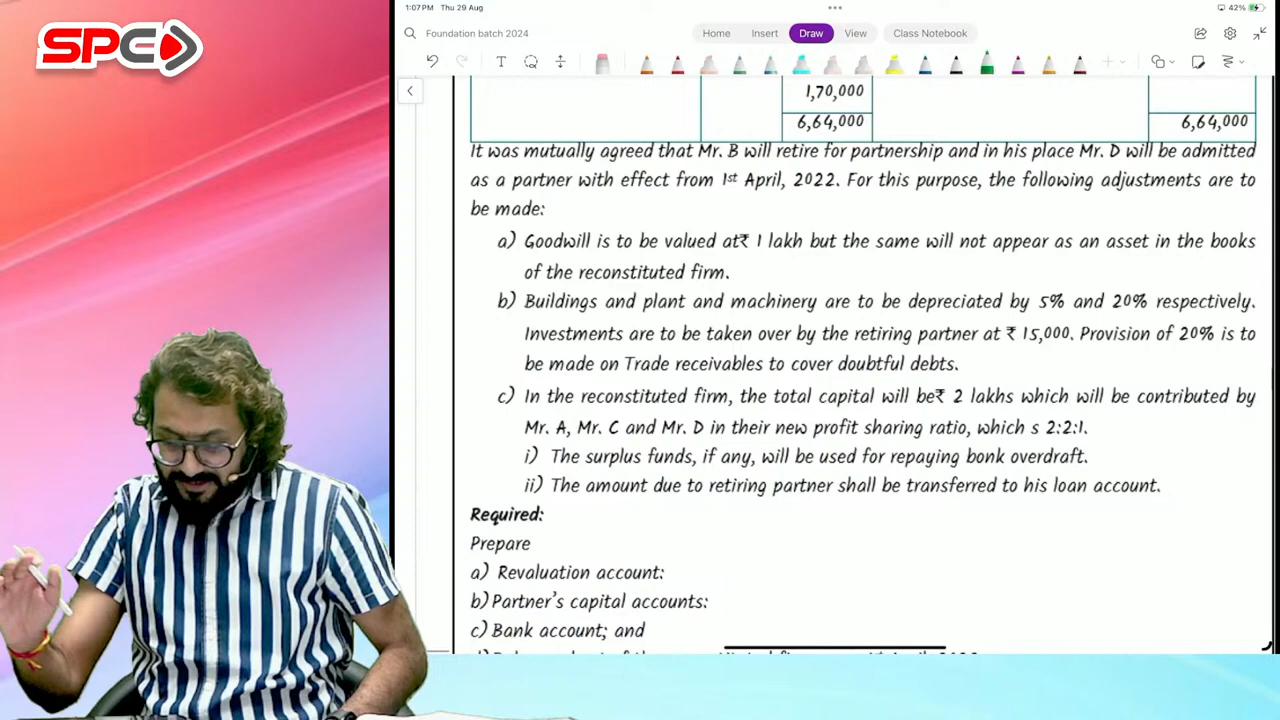 SPC
1:07PM Thu 29 Aug
42%
Foundation batch 2024
Home Insert Draw View Class Notebook
1,70,000
6,64,000 6,64,000
It was mutually agreed that Mr. B will retire for partnership and in his place Mr. D will be admitted
as a partner with effect from 1st April, 2022. For this purpose, the following adjustments are to
be made:
a) Goodwill is to be valued at₹ 1 lakh but the same will not appear as an asset in the books
of the reconstituted firm.
b) Buildings and plant and machinery are to be depreciated by 5% and 20% respectively.
Investments are to be taken over by the retiring partner at ₹ 15,000. Provision of 20% is to
be made on Trade receivables to cover doubtful debts.
c) In the reconstituted firm, the total capital will be₹ 2 lakhs which will be contributed by
Mr. A, Mr. C and Mr. D in their new profit sharing ratio, which s 2:2:1.
i) The surplus funds, if any, will be used for repaying bonk overdraft.
ii) The amount due to retiring partner shall be transferred to his loan account.
Required:
Prepare
a) Revaluation account:
b) Partner's capital accounts:
c) Bank account; and